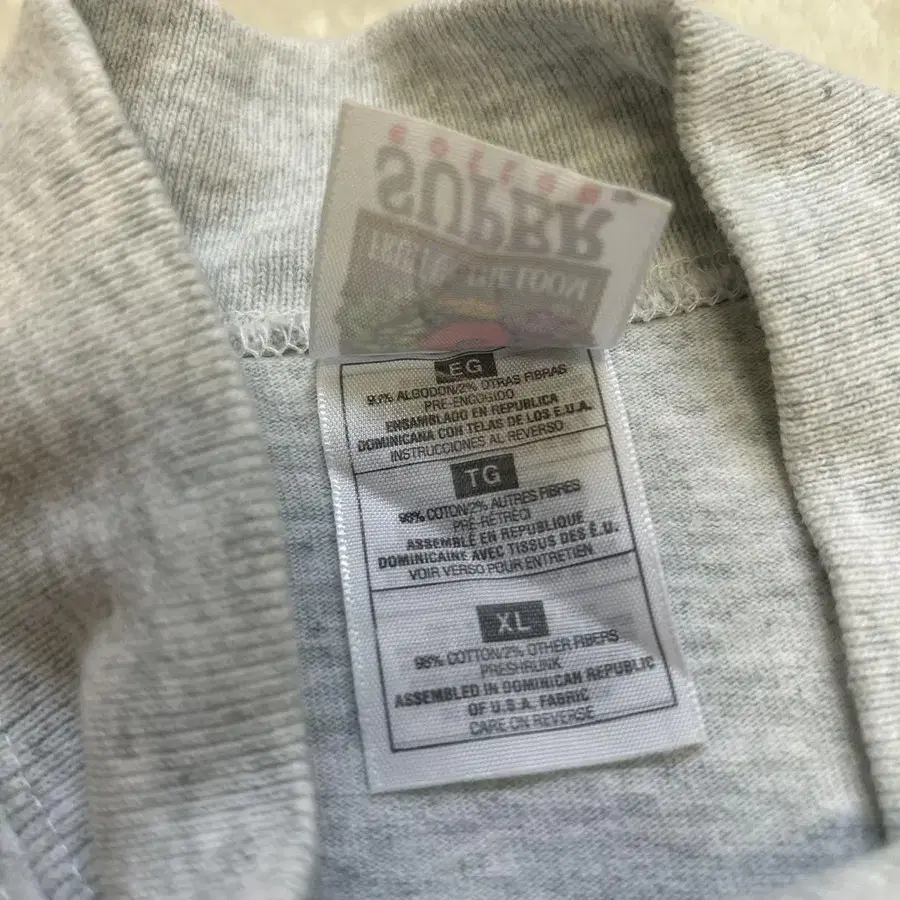 cotton™
SUPER
FRUIT OF THE LOOM
EG
98% ALGODON/2% OTRAS FIBRAS
PRE-ENCOGIDO
ENSAMBLADO EN REPUBLICA
DOMINICANA CON TELAS DE LOS E.U.A.
INSTRUCCIONES AL REVERSO
TG
98% COTON/2% AUTRES FIBRES
PRÉ-RÉTRÉCI
ASSEMBLÉ EN REPUBLIQUE
DOMINICAINE AVEC TISSUS DES É.U.
VOIR VERSO POUR ENTRETIEN
XL
98% COTTON/2% OTHER FIBERS
PRESHRUNK
ASSEMBLED IN DOMINICAN REPUBLIC
OF U.S.A. FABRIC
CARE ON REVERSE